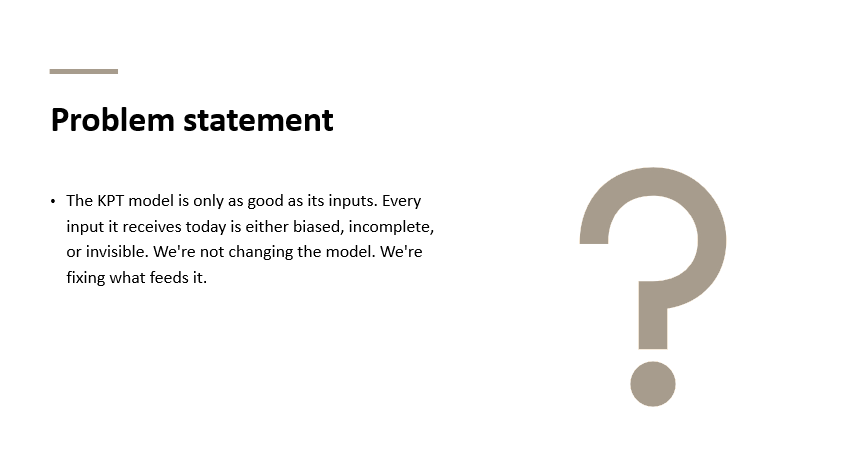 Problem statement
• The KPT model is only as good as its inputs. Every
input it receives today is either biased, incomplete,
or invisible. We're not changing the model. We're
fixing what feeds it.
?